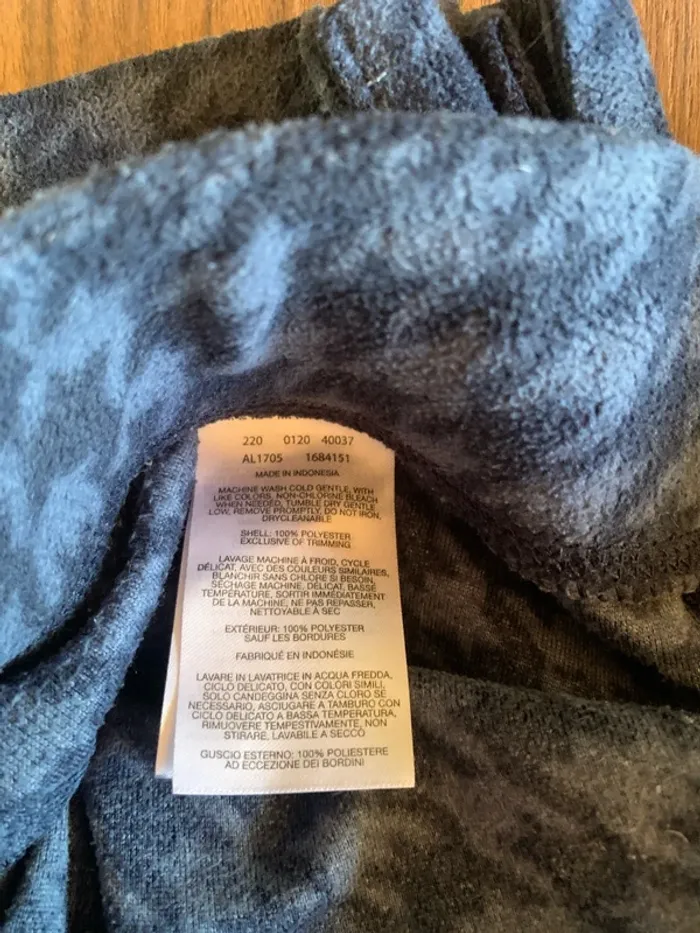 220 0120 40037
AL1705 1684151
MADE IN INDONESIA
MACHINE WASH COLD GENTLE, WITH
LIKE COLORS, NON-CHLORINE BLEACH
WHEN NEEDED, TUMBLE DRY GENTLE
LOW, REMOVE PROMPTLY, DO NOT IRON,
DRYCLEANABLE
SHELL: 100% POLYESTER
EXCLUSIVE OF TRIMMING
LAVAGE MACHINE À FROID, CYCLE
DÉLICAT, AVEC DES COULEURS SIMILAIRES,
BLANCHIR SANS CHLORE SI BESOIN,
SÉCHAGE MACHINE, DÉLICAT, BASSE
TEMPÉRATURE, SORTIR IMMÉDIATEMENT
DE LA MACHINE, NE PAS REPASSER,
NETTOYABLE À SEC
EXTÉRIEUR: 100% POLYESTER
SAUF LES BORDURES
FABRIQUÉ EN INDONÉSIE
LAVARE IN LAVATRICE IN ACQUA FREDDA,
CICLO DELICATO, CON COLORI SIMILI,
SOLO CANDEGGINA SENZA CLORO SE
NECESSARIO, ASCIUGARE A TAMBURO CON
CICLO DELICATO A BASSA TEMPERATURA,
RIMUOVERE TEMPESTIVAMENTE, NON
STIRARE, LAVABILE A SECCO
GUSCIO ESTERNO: 100% POLIESTERE
AD ECCEZIONE DEI BORDINI